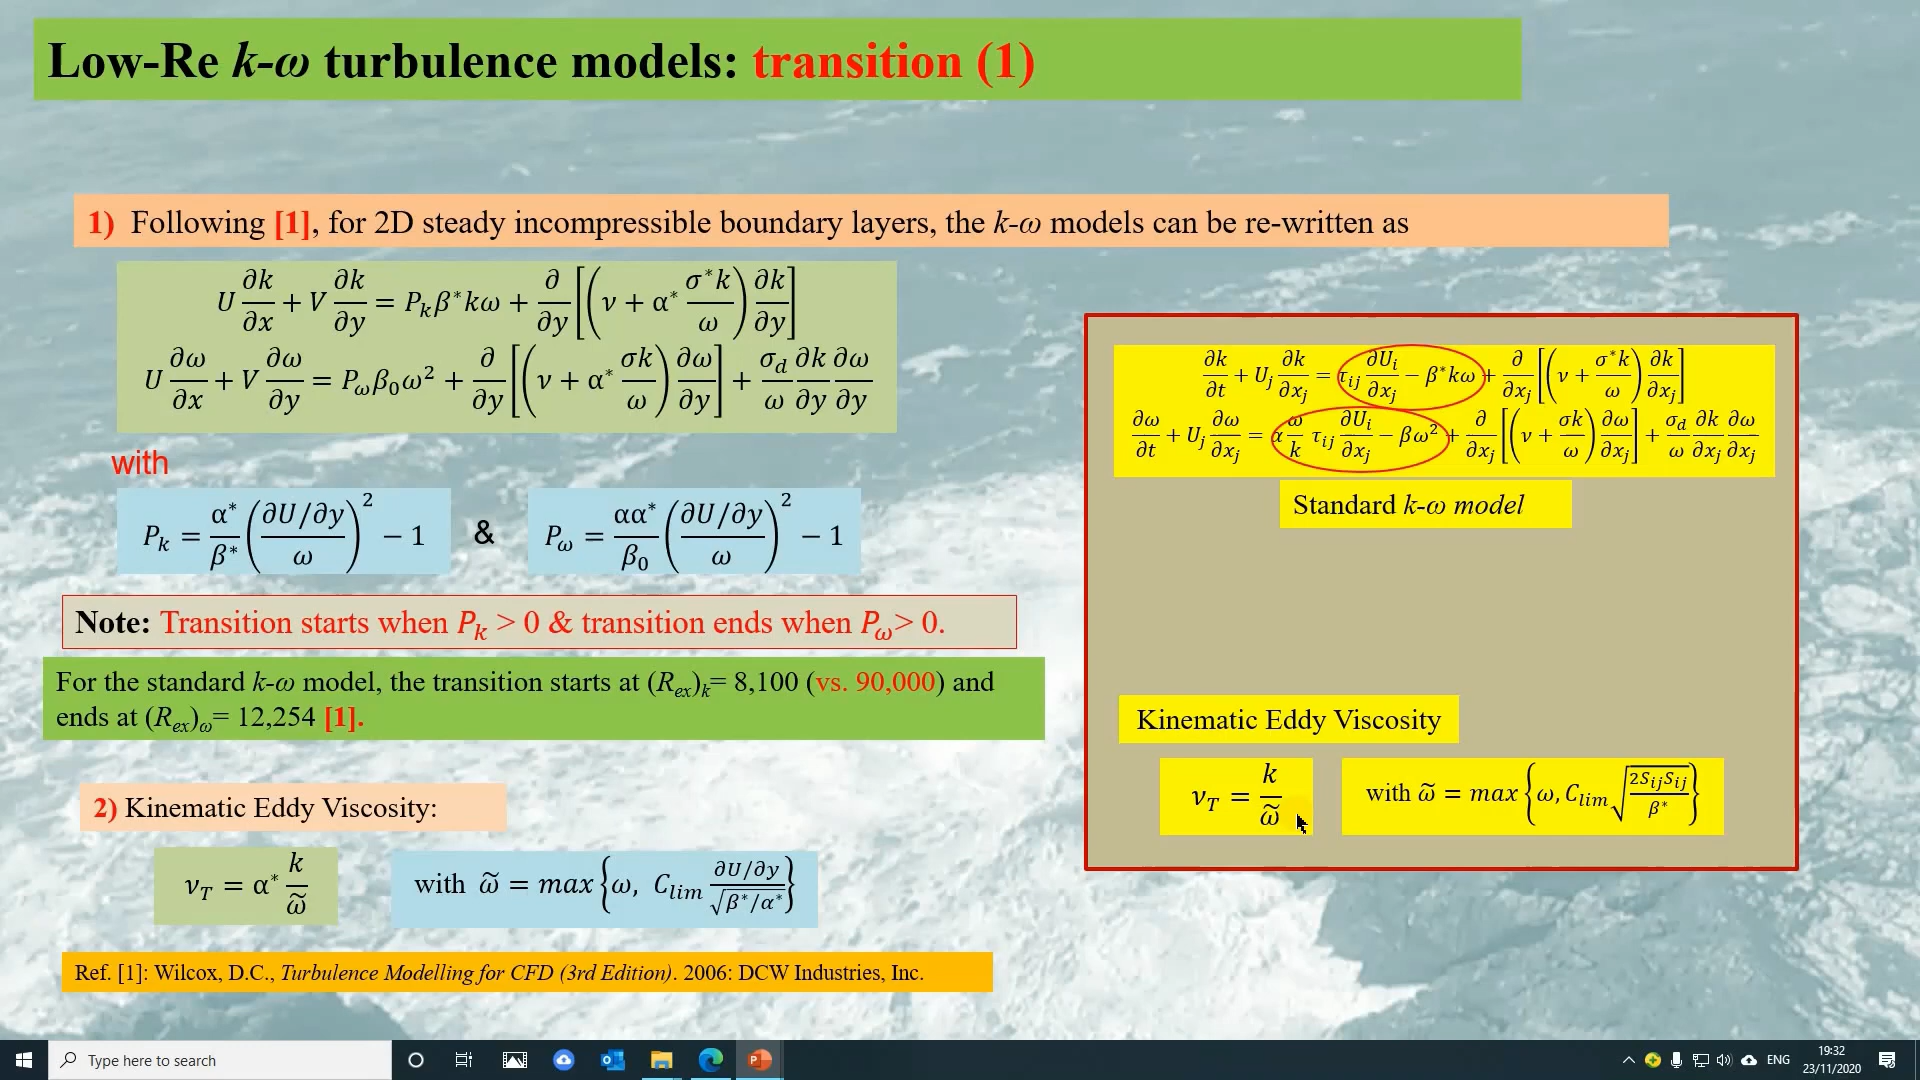 Low-Re k-ω turbulence models: transition (1)
1) Following [1], for 2D steady incompressible boundary layers, the k-ω models can be re-written as
U ∂k/∂x + V ∂k/∂y = P_k β* kω + ∂/∂y [(ν + α* σ*k/ω) ∂k/∂y]
U ∂ω/∂x + V ∂ω/∂y = P_ω β₀ ω² + ∂/∂y [(ν + α* σk/ω) ∂ω/∂y] + σ_d/ω ∂k/∂y ∂ω/∂y
with
P_k = α*/β* ((∂U/∂y)/ω)² − 1 & P_ω = αα*/β₀ ((∂U/∂y)/ω)² − 1
Note: Transition starts when P_k > 0 & transition ends when P_ω> 0.
For the standard k-ω model, the transition starts at (R_ex)_k= 8,100 (vs. 90,000) and
ends at (R_ex)_ω= 12,254 [1].
2) Kinematic Eddy Viscosity:
ν_T = α* k/ω̃ with ω̃ = max {ω, C_lim (∂U/∂y)/√(β*/α*)}
Ref. [1]: Wilcox, D.C., Turbulence Modelling for CFD (3rd Edition). 2006: DCW Industries, Inc.
∂k/∂t + U_j ∂k/∂x_j = τ_ij ∂U_i/∂x_j − β*kω + ∂/∂x_j [(ν + σ*k/ω) ∂k/∂x_j]
∂ω/∂t + U_j ∂ω/∂x_j = α ω/k τ_ij ∂U_i/∂x_j − βω² + ∂/∂x_j [(ν + σk/ω) ∂ω/∂x_j] + σ_d/ω ∂k/∂x_j ∂ω/∂x_j
Standard k-ω model
Kinematic Eddy Viscosity
ν_T = k/ω̃ with ω̃ = max {ω, C_lim √(2S_ij S_ij/β*)}
Type here to search
ENG
19:32
23/11/2020